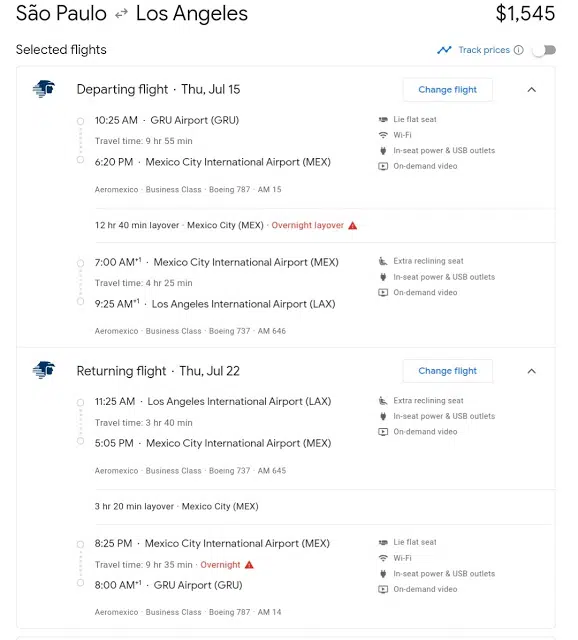 São Paulo ⇆ Los Angeles $1,545
Selected flights Track prices
Departing flight · Thu, Jul 15 Change flight
10:25 AM · GRU Airport (GRU) Lie flat seat
Travel time: 9 hr 55 min Wi-Fi
6:20 PM · Mexico City International Airport (MEX) In-seat power & USB outlets
On-demand video
Aeromexico · Business Class · Boeing 787 · AM 15
12 hr 40 min layover · Mexico City (MEX) · Overnight layover
7:00 AM+1 · Mexico City International Airport (MEX) Extra reclining seat
Travel time: 4 hr 25 min In-seat power & USB outlets
9:25 AM+1 · Los Angeles International Airport (LAX) On-demand video
Aeromexico · Business Class · Boeing 737 · AM 646
Returning flight · Thu, Jul 22 Change flight
11:25 AM · Los Angeles International Airport (LAX) Extra reclining seat
Travel time: 3 hr 40 min In-seat power & USB outlets
5:05 PM · Mexico City International Airport (MEX) On-demand video
Aeromexico · Business Class · Boeing 737 · AM 645
3 hr 20 min layover · Mexico City (MEX)
8:25 PM · Mexico City International Airport (MEX) Lie flat seat
Travel time: 9 hr 35 min · Overnight Wi-Fi
8:00 AM+1 · GRU Airport (GRU) In-seat power & USB outlets
On-demand video
Aeromexico · Business Class · Boeing 787 · AM 14